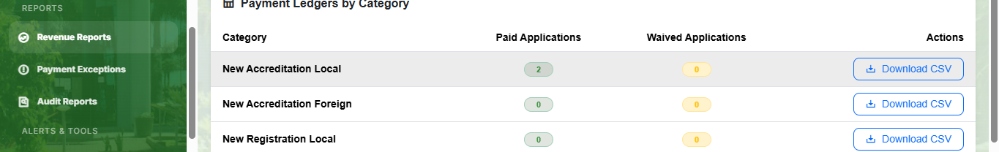 REPORTS
Revenue Reports
Payment Exceptions
Audit Reports
ALERTS & TOOLS
Payment Ledgers by Category
Category Paid Applications Waived Applications Actions
New Accreditation Local 2 0 Download CSV
New Accreditation Foreign 0 0 Download CSV
New Registration Local 0 0 Download CSV